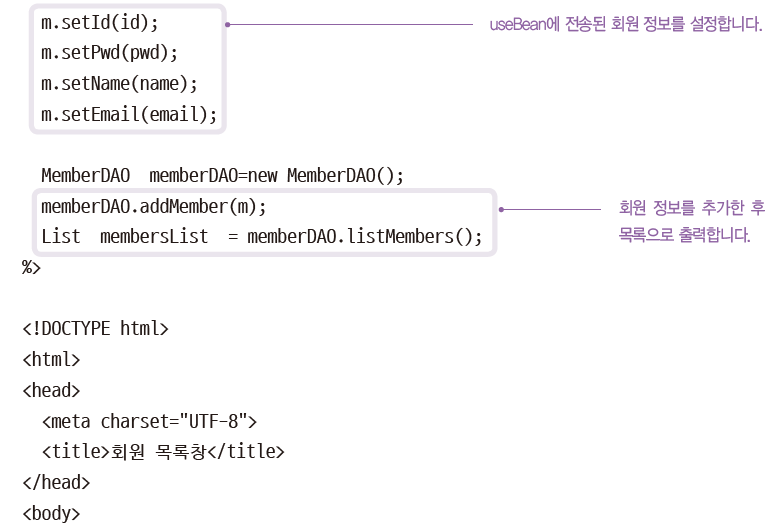 m.setId(id);
useBean에 전송된 회원 정보를 설정합니다.
m.setPwd(pwd);
m.setName(name);
m.setEmail(email);
MemberDAO memberDAO=new MemberDAO();
memberDAO.addMember(m);
회원 정보를 추가한 후
목록으로 출력합니다.
List membersList = memberDAO.listMembers();
%>
<!DOCTYPE html>
<html>
<head>
<meta charset="UTF-8">
<title>회원 목록창</title>
</head>
<body>